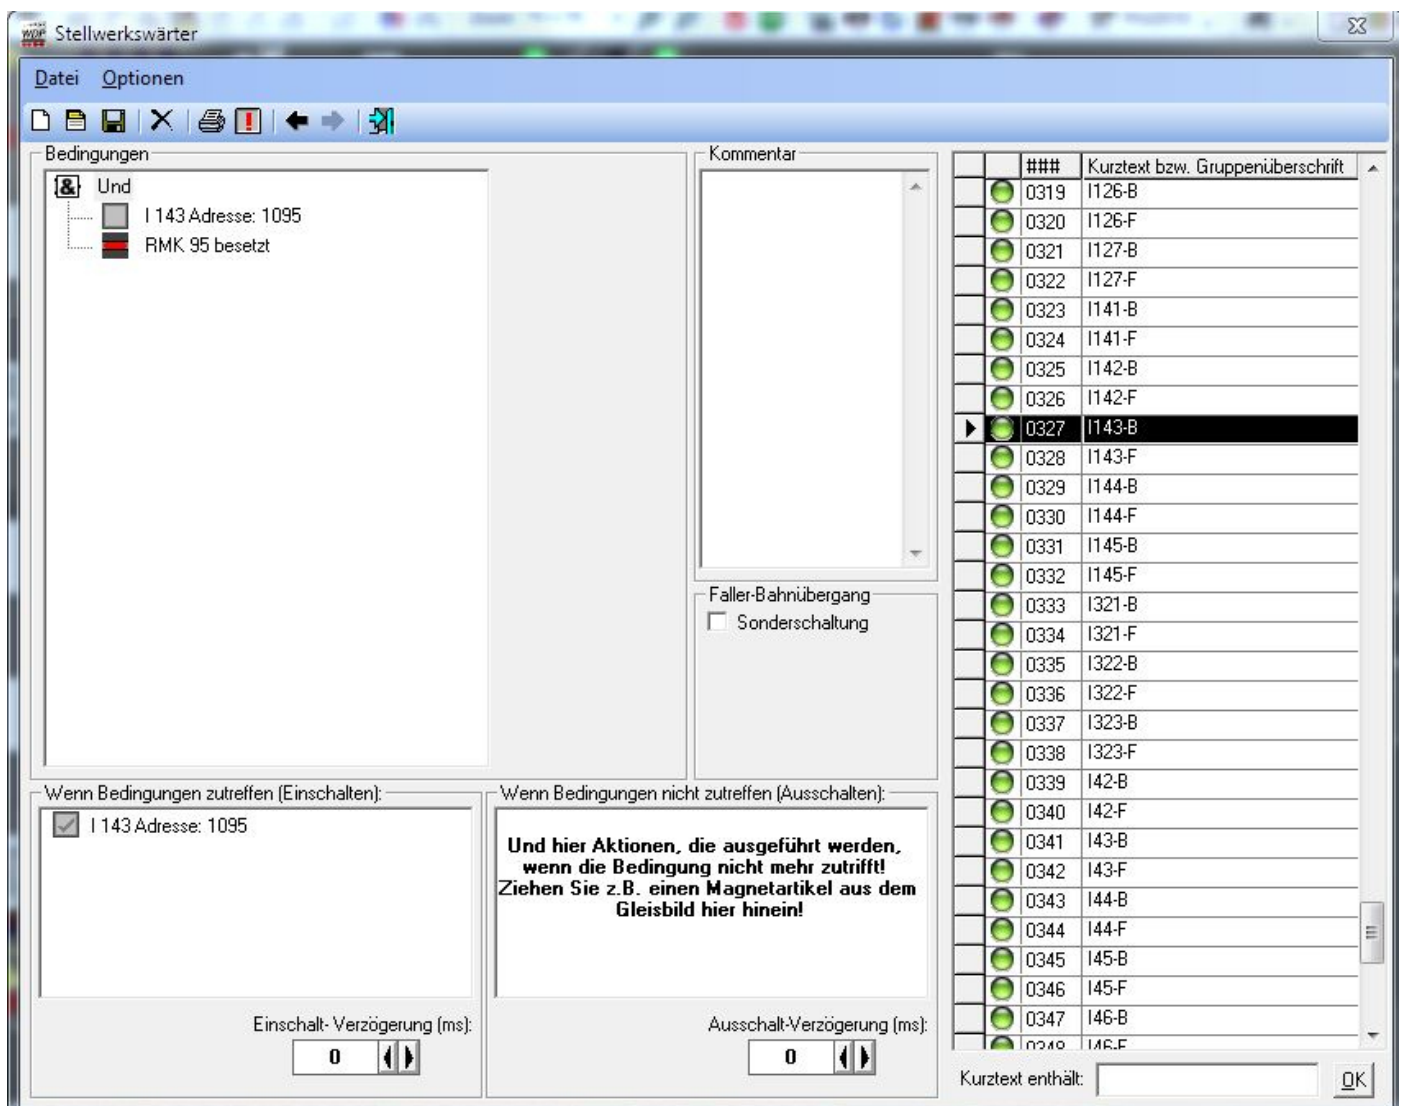 Stellwerkswärter
Datei Optionen
Bedingungen
Und
I 143 Adresse: 1095
RMK 95 besetzt
Kommentar
Faller-Bahnübergang
Sonderschaltung
Wenn Bedingungen zutreffen (Einschalten):
I 143 Adresse: 1095
Einschalt- Verzögerung (ms):
0
Wenn Bedingungen nicht zutreffen (Ausschalten):
Und hier Aktionen, die ausgeführt werden,
wenn die Bedingung nicht mehr zutrifft!
Ziehen Sie z.B. einen Magnetartikel aus dem
Gleisbild hier hinein!
Ausschalt-Verzögerung (ms):
0
### Kurztext bzw. Gruppenüberschrift
0319 I126-B
0320 I126-F
0321 I127-B
0322 I127-F
0323 I141-B
0324 I141-F
0325 I142-B
0326 I142-F
0327 I143-B
0328 I143-F
0329 I144-B
0330 I144-F
0331 I145-B
0332 I145-F
0333 I321-B
0334 I321-F
0335 I322-B
0336 I322-F
0337 I323-B
0338 I323-F
0339 I42-B
0340 I42-F
0341 I43-B
0342 I43-F
0343 I44-B
0344 I44-F
0345 I45-B
0346 I45-F
0347 I46-B
0348 I46-F
Kurztext enthält:
OK